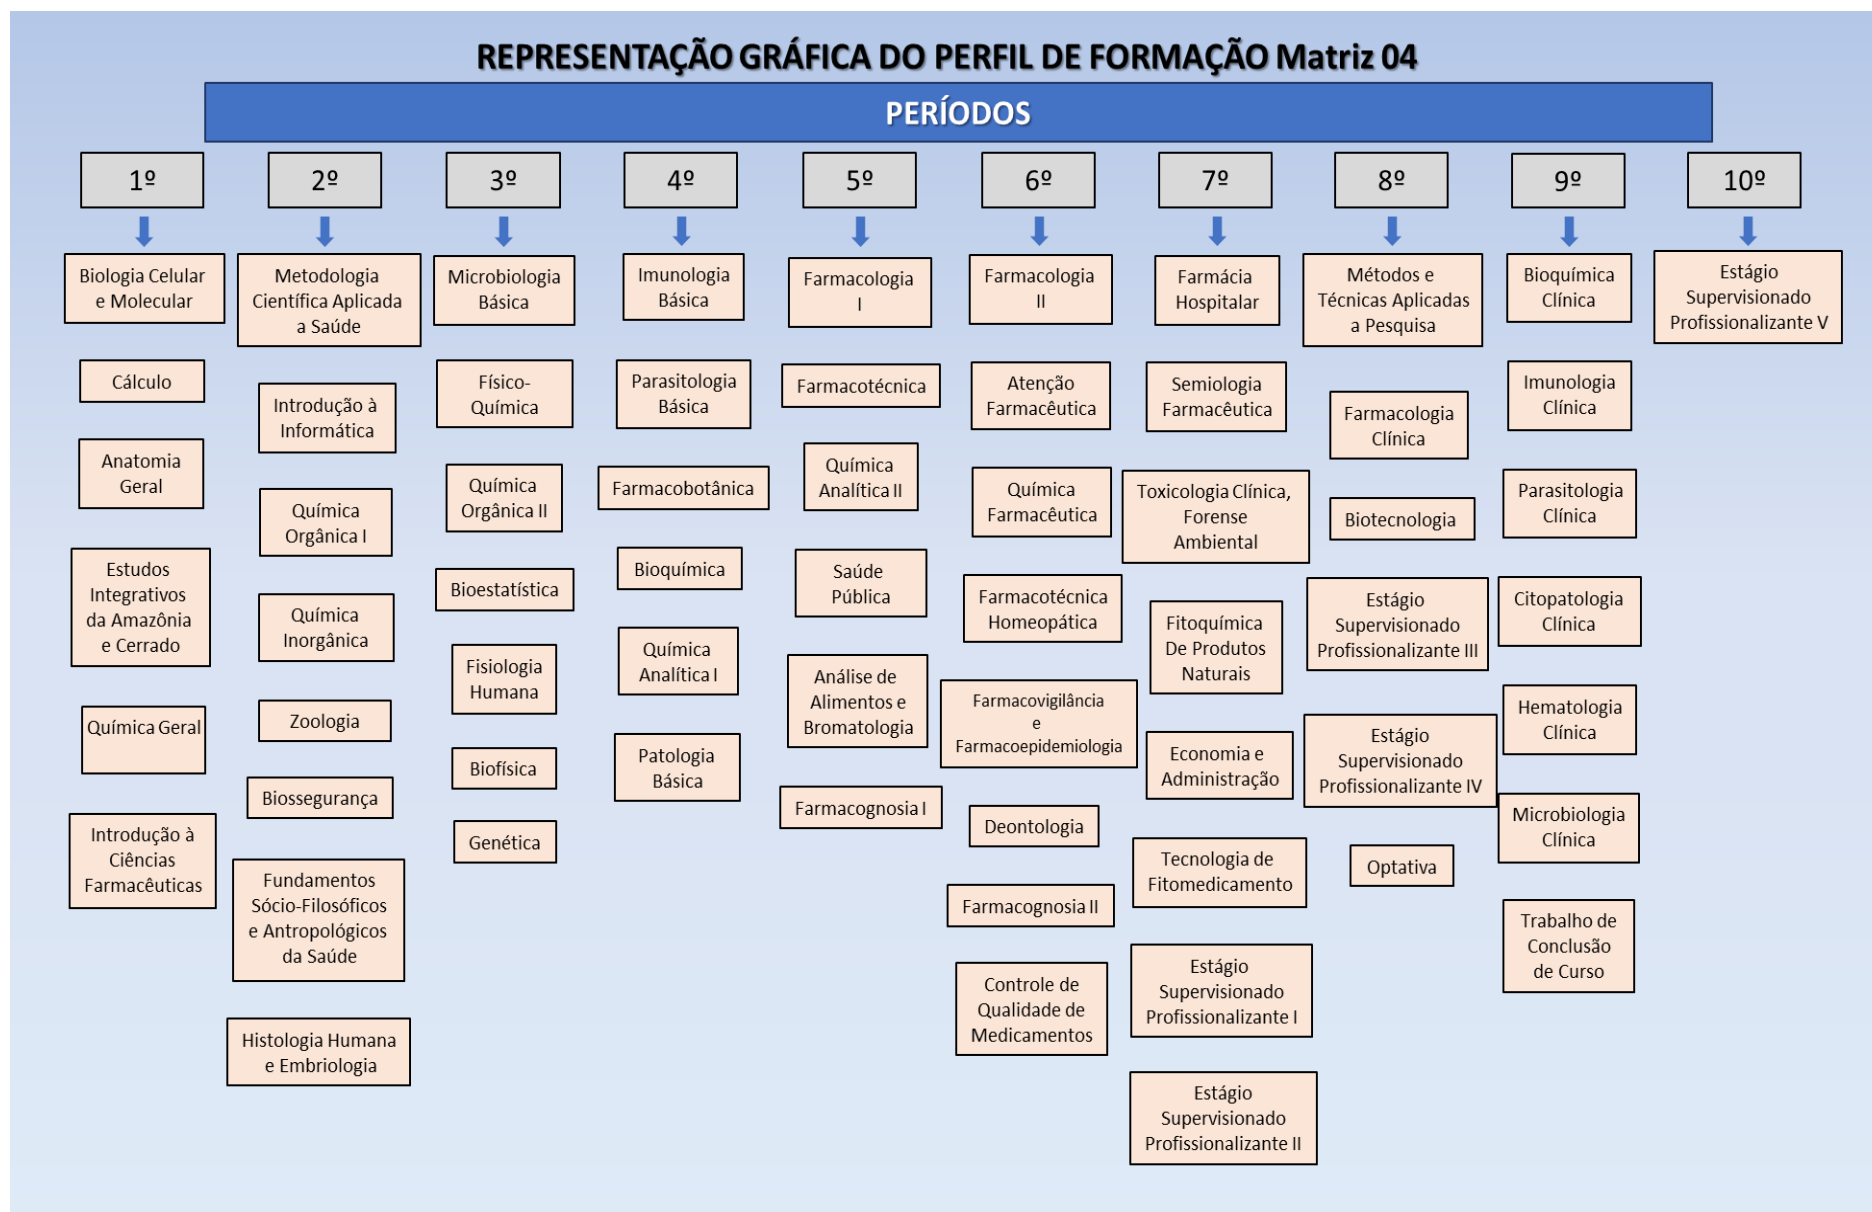 REPRESENTAÇÃO GRÁFICA DO PERFIL DE FORMAÇÃO Matriz 04
PERÍODOS
1º
2º
3º
4º
5º
6º
7º
8º
9º
10º
Biologia Celular
e Molecular
Cálculo
Anatomia
Geral
Estudos
Integrativos
da Amazônia
e Cerrado
Química Geral
Introdução à
Ciências
Farmacêuticas
Metodologia
Científica Aplicada
a Saúde
Introdução à
Informática
Química
Orgânica I
Química
Inorgânica
Zoologia
Biossegurança
Fundamentos
Sócio-Filosóficos
e Antropológicos
da Saúde
Histologia Humana
e Embriologia
Microbiologia
Básica
Físico-
Química
Química
Orgânica II
Bioestatística
Fisiologia
Humana
Biofísica
Genética
Imunologia
Básica
Parasitologia
Básica
Farmacobotânica
Bioquímica
Química
Analítica I
Patologia
Básica
Farmacologia
I
Farmacotécnica
Química
Analítica II
Saúde
Pública
Análise de
Alimentos e
Bromatologia
Farmacognosia I
Farmacologia
II
Atenção
Farmacêutica
Química
Farmacêutica
Farmacotécnica
Homeopática
Farmacovigilância
e
Farmacoepidemiologia
Deontologia
Farmacognosia II
Controle de
Qualidade de
Medicamentos
Farmácia
Hospitalar
Semiologia
Farmacêutica
Toxicologia Clínica,
Forense
Ambiental
Fitoquímica
De Produtos
Naturais
Economia e
Administração
Tecnologia de
Fitomedicamento
Estágio
Supervisionado
Profissionalizante I
Estágio
Supervisionado
Profissionalizante II
Métodos e
Técnicas Aplicadas
a Pesquisa
Farmacologia
Clínica
Biotecnologia
Estágio
Supervisionado
Profissionalizante III
Estágio
Supervisionado
Profissionalizante IV
Optativa
Bioquímica
Clínica
Imunologia
Clínica
Parasitologia
Clínica
Citopatologia
Clínica
Hematologia
Clínica
Microbiologia
Clínica
Trabalho de
Conclusão
de Curso
Estágio
Supervisionado
Profissionalizante V